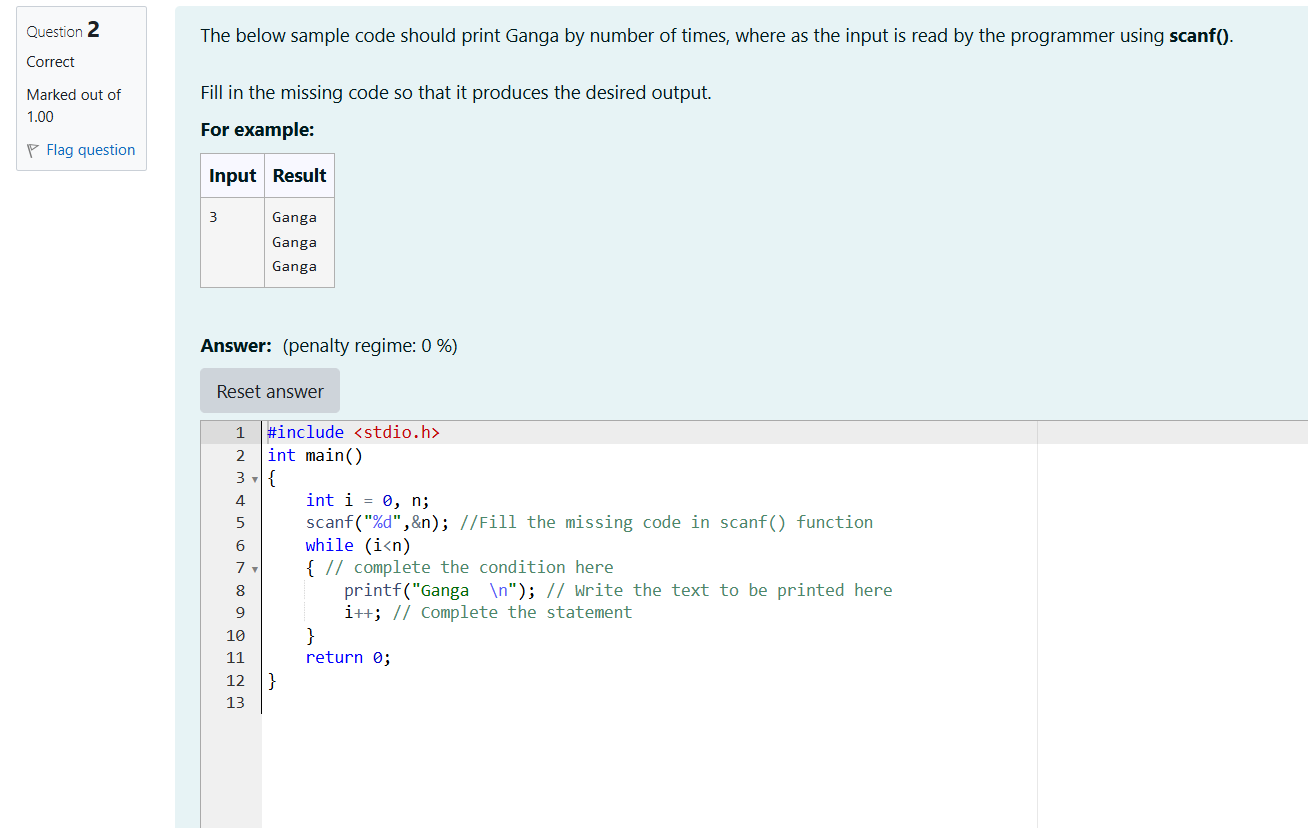 Question 2
Correct
Marked out of
1.00
Flag question
The below sample code should print Ganga by number of times, where as the input is read by the programmer using scanf().
Fill in the missing code so that it produces the desired output.
For example:
Input Result
3 Ganga
Ganga
Ganga
Answer: (penalty regime: 0 %)
Reset answer
1 #include <stdio.h>
2 int main()
3 {
4     int i = 0, n;
5     scanf("%d",&n); //Fill the missing code in scanf() function
6     while (i<n)
7     { // complete the condition here
8         printf("Ganga  \n"); // Write the text to be printed here
9         i++; // Complete the statement
10     }
11     return 0;
12 }
13